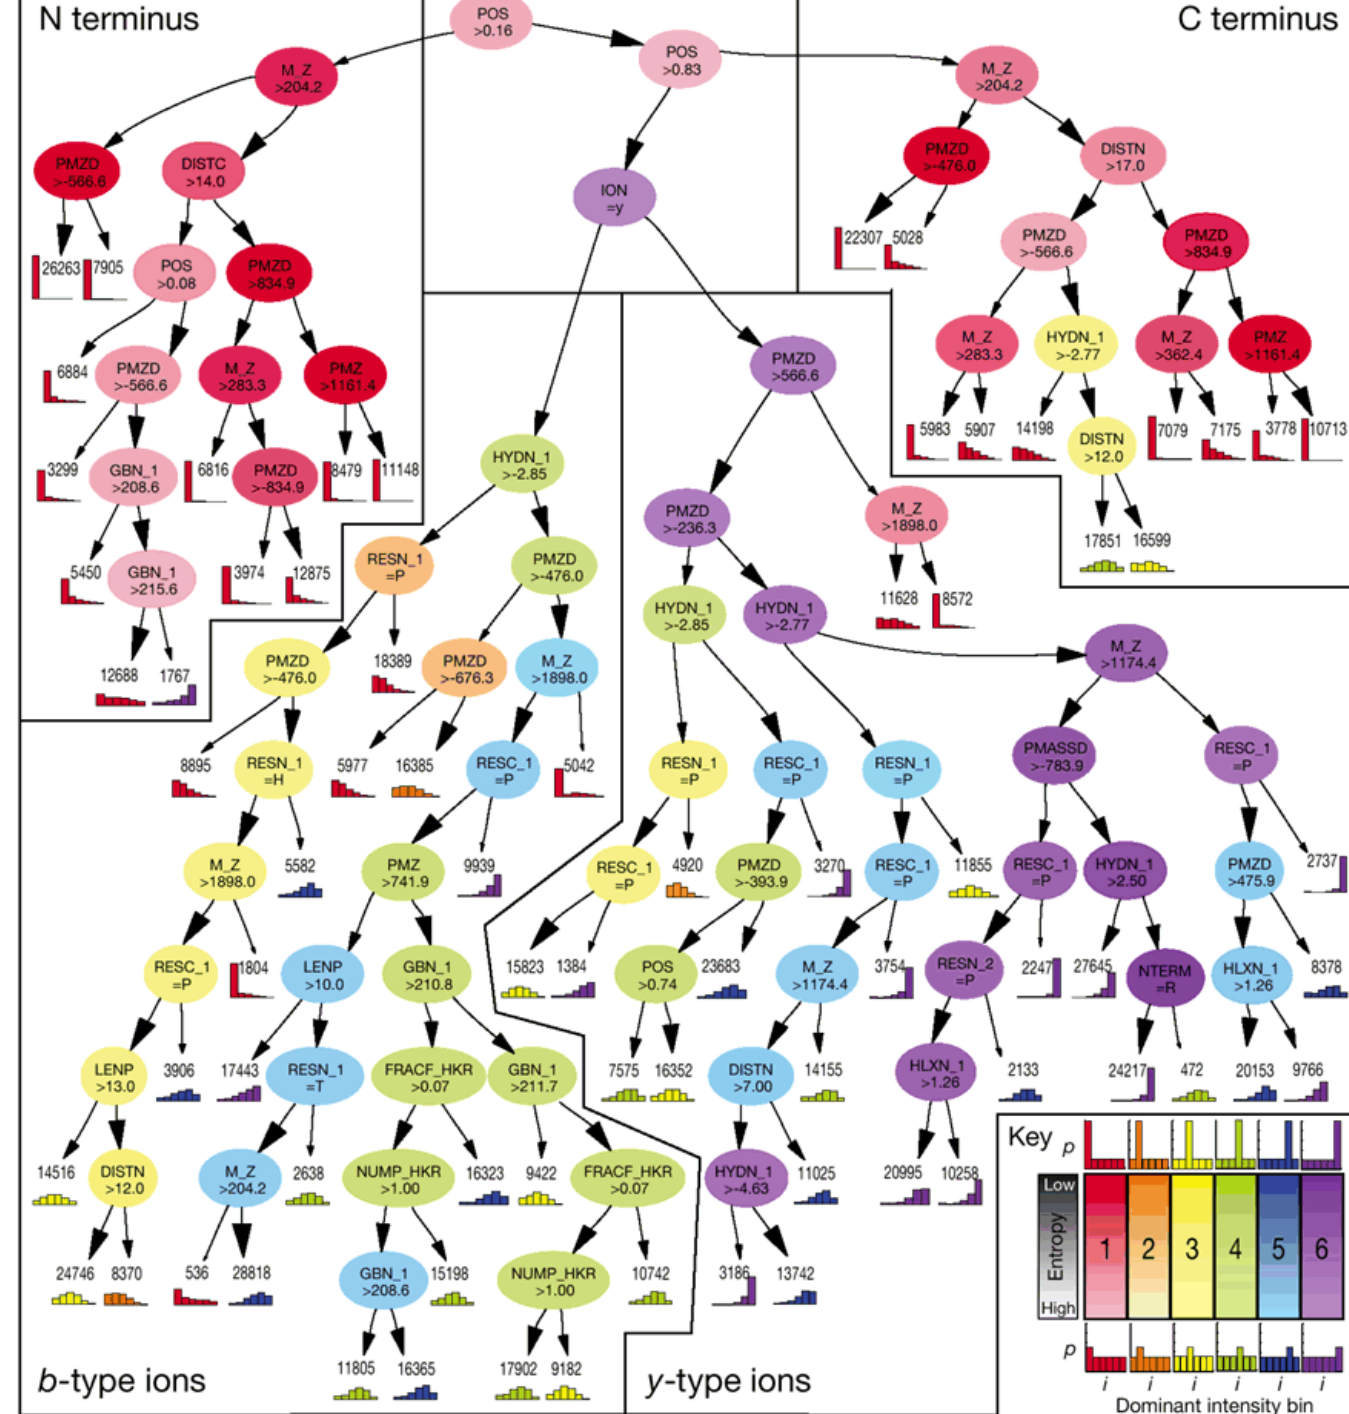 N terminus
C terminus
POS
>0.16
POS
>0.83
M_Z
>204.2
M_Z
>204.2
PMZD
>-566.6
DISTC
>14.0
PMZD
>-476.0
DISTN
>17.0
ION
=y
26263
7905
POS
>0.08
PMZD
>834.9
22307
5028
PMZD
>-566.6
PMZD
>834.9
6884
PMZD
>-566.6
M_Z
>283.3
PMZ
>1161.4
PMZD
>566.6
M_Z
>283.3
HYDN_1
>-2.77
M_Z
>362.4
PMZ
>1161.4
3299
GBN_1
>208.6
6816
PMZD
>-834.9
8479
11148
HYDN_1
>-2.85
5983
5907
14198
DISTN
>12.0
7079
7175
3778
10713
5450
GBN_1
>215.6
3974
12875
RESN_1
=P
PMZD
>-476.0
PMZD
>-236.3
M_Z
>1898.0
17851
16599
12688
1767
PMZD
>-476.0
18389
PMZD
>-676.3
M_Z
>1898.0
HYDN_1
>-2.85
HYDN_1
>-2.77
11628
8572
M_Z
>1174.4
8895
RESN_1
=H
5977
16385
RESC_1
=P
5042
RESN_1
=P
RESC_1
=P
RESN_1
=P
PMASSD
>-783.9
RESC_1
=P
M_Z
>1898.0
5582
PMZ
>741.9
9939
RESC_1
=P
4920
PMZD
>-393.9
3270
RESC_1
=P
11855
RESC_1
=P
HYDN_1
>2.50
PMZD
>475.9
2737
RESC_1
=P
1804
LENP
>10.0
GBN_1
>210.8
15823
1384
POS
>0.74
23683
M_Z
>1174.4
3754
RESN_2
=P
2247
27645
NTERM
=R
HLXN_1
>1.26
8378
LENP
>13.0
3906
17443
RESN_1
=T
FRACF_HKR
>0.07
GBN_1
>211.7
7575
16352
DISTN
>7.00
14155
HLXN_1
>1.26
2133
24217
472
20153
9766
14516
DISTN
>12.0
M_Z
>204.2
2638
NUMP_HKR
>1.00
16323
9422
FRACF_HKR
>0.07
HYDN_1
>-4.63
11025
20995
10258
24746
8370
536
28818
GBN_1
>208.6
15198
NUMP_HKR
>1.00
10742
3186
13742
11805
16365
17902
9182
b-type ions
y-type ions
Key
p
Low
Entropy
High
1 2 3 4 5 6
p
i i i i i i
Dominant intensity bin